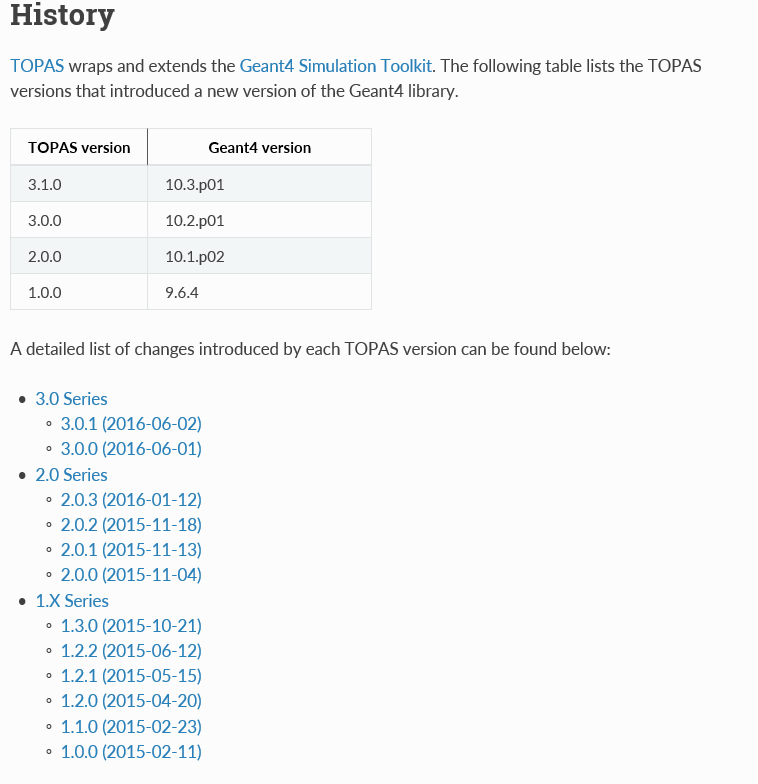 History
TOPAS wraps and extends the Geant4 Simulation Toolkit. The following table lists the TOPAS
versions that introduced a new version of the Geant4 library.
TOPAS version Geant4 version
3.1.0 10.3.p01
3.0.0 10.2.p01
2.0.0 10.1.p02
1.0.0 9.6.4
A detailed list of changes introduced by each TOPAS version can be found below:
• 3.0 Series
◦ 3.0.1 (2016-06-02)
◦ 3.0.0 (2016-06-01)
• 2.0 Series
◦ 2.0.3 (2016-01-12)
◦ 2.0.2 (2015-11-18)
◦ 2.0.1 (2015-11-13)
◦ 2.0.0 (2015-11-04)
• 1.X Series
◦ 1.3.0 (2015-10-21)
◦ 1.2.2 (2015-06-12)
◦ 1.2.1 (2015-05-15)
◦ 1.2.0 (2015-04-20)
◦ 1.1.0 (2015-02-23)
◦ 1.0.0 (2015-02-11)